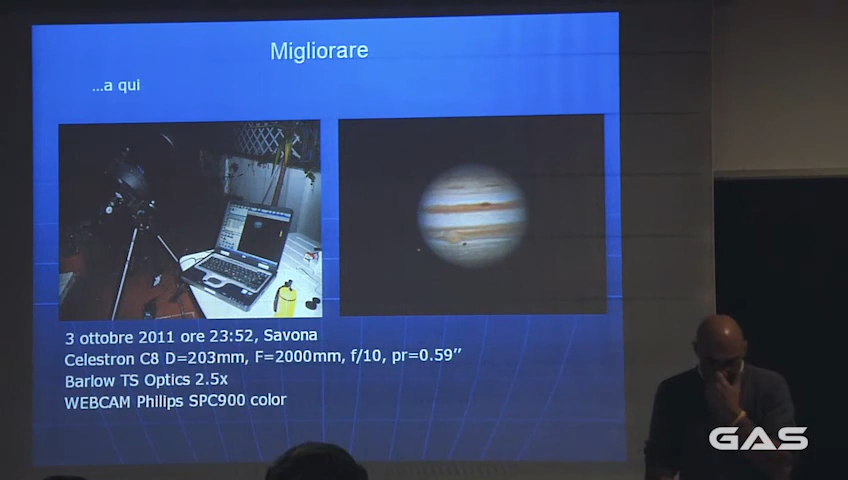 Migliorare
...a qui
3 ottobre 2011 ore 23:52, Savona
Celestron C8 D=203mm, F=2000mm, f/10, pr=0.59’’
Barlow TS Optics 2.5x
WEBCAM Philips SPC900 color
GAS